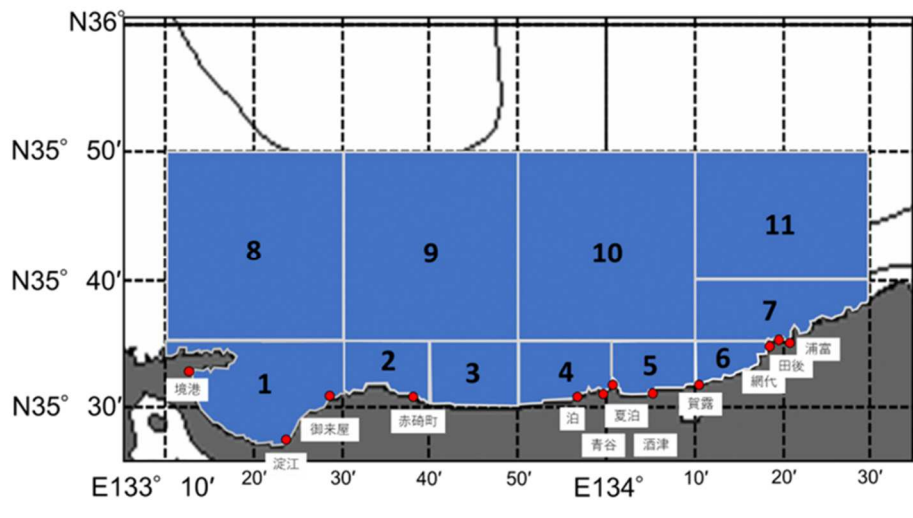 N36°
N35° 50′
11
8
9
10
N35° 40′
7
2
浦富
1
3
4
5
6
田後
境港
網代
N35° 30′
御来屋
赤碕町
泊
夏泊
賀露
淀江
青谷
酒津
E133° 10′
20′
30′
40′
50′
E134°
10′
20′
30′